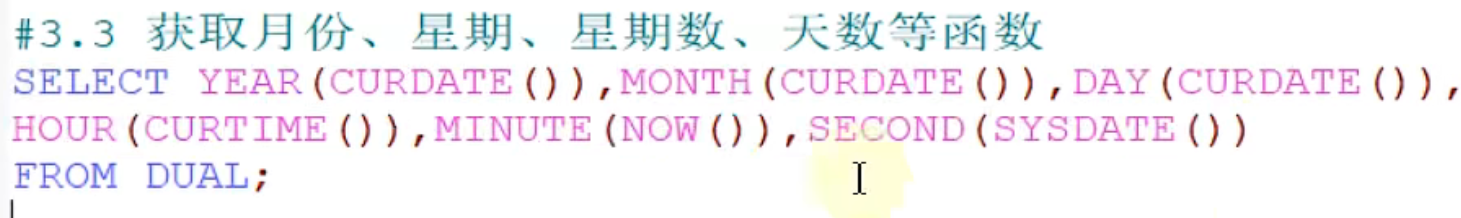 #3.3 获取月份、星期、星期数、天数等函数
SELECT YEAR(CURDATE()),MONTH(CURDATE()),DAY(CURDATE()),
HOUR(CURTIME()),MINUTE(NOW()),SECOND(SYSDATE())
FROM DUAL;